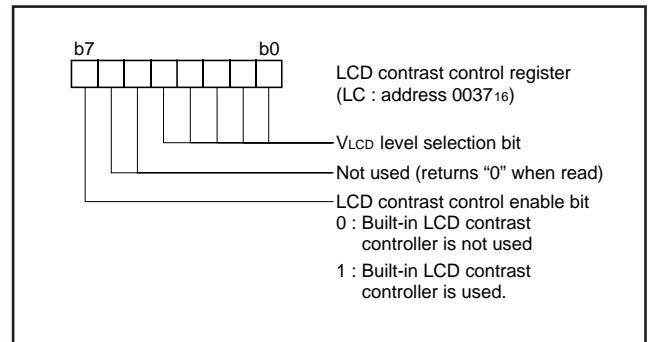 b7 b0
LCD contrast control register
(LC : address 003716)
VLCD level selection bit
Not used (returns “0” when read)
LCD contrast control enable bit
0 : Built-in LCD contrast
controller is not used
1 : Built-in LCD contrast
controller is used.